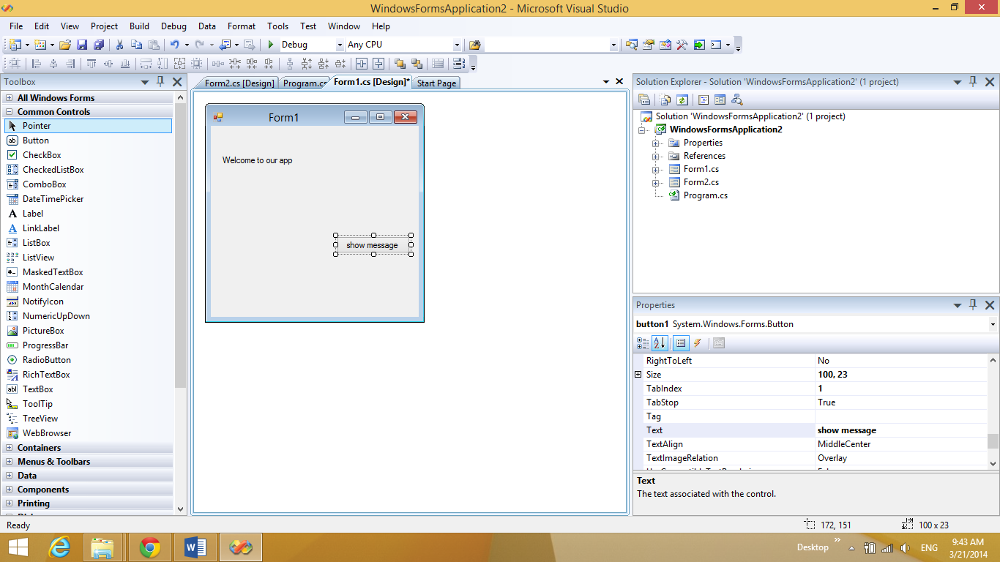 WindowsFormsApplication2 - Microsoft Visual Studio
File Edit View Project Build Debug Data Format Tools Test Window Help
Debug Any CPU
Toolbox
All Windows Forms
Common Controls
Pointer
Button
CheckBox
CheckedListBox
ComboBox
DateTimePicker
Label
LinkLabel
ListBox
ListView
MaskedTextBox
MonthCalendar
NotifyIcon
NumericUpDown
PictureBox
ProgressBar
RadioButton
RichTextBox
TextBox
ToolTip
TreeView
WebBrowser
Containers
Menus & Toolbars
Data
Components
Printing
Form2.cs [Design] Program.cs Form1.cs [Design]* Start Page
Form1
Welcome to our app
show message
Solution Explorer - Solution 'WindowsFormsApplication2' (1 project)
Solution 'WindowsFormsApplication2' (1 project)
WindowsFormsApplication2
Properties
References
Form1.cs
Form2.cs
Program.cs
Properties
button1 System.Windows.Forms.Button
RightToLeft No
Size 100, 23
TabIndex 1
TabStop True
Tag
Text show message
TextAlign MiddleCenter
TextImageRelation Overlay
Text
The text associated with the control.
Ready 172, 151 100 x 23
Desktop ENG 9:43 AM
3/21/2014